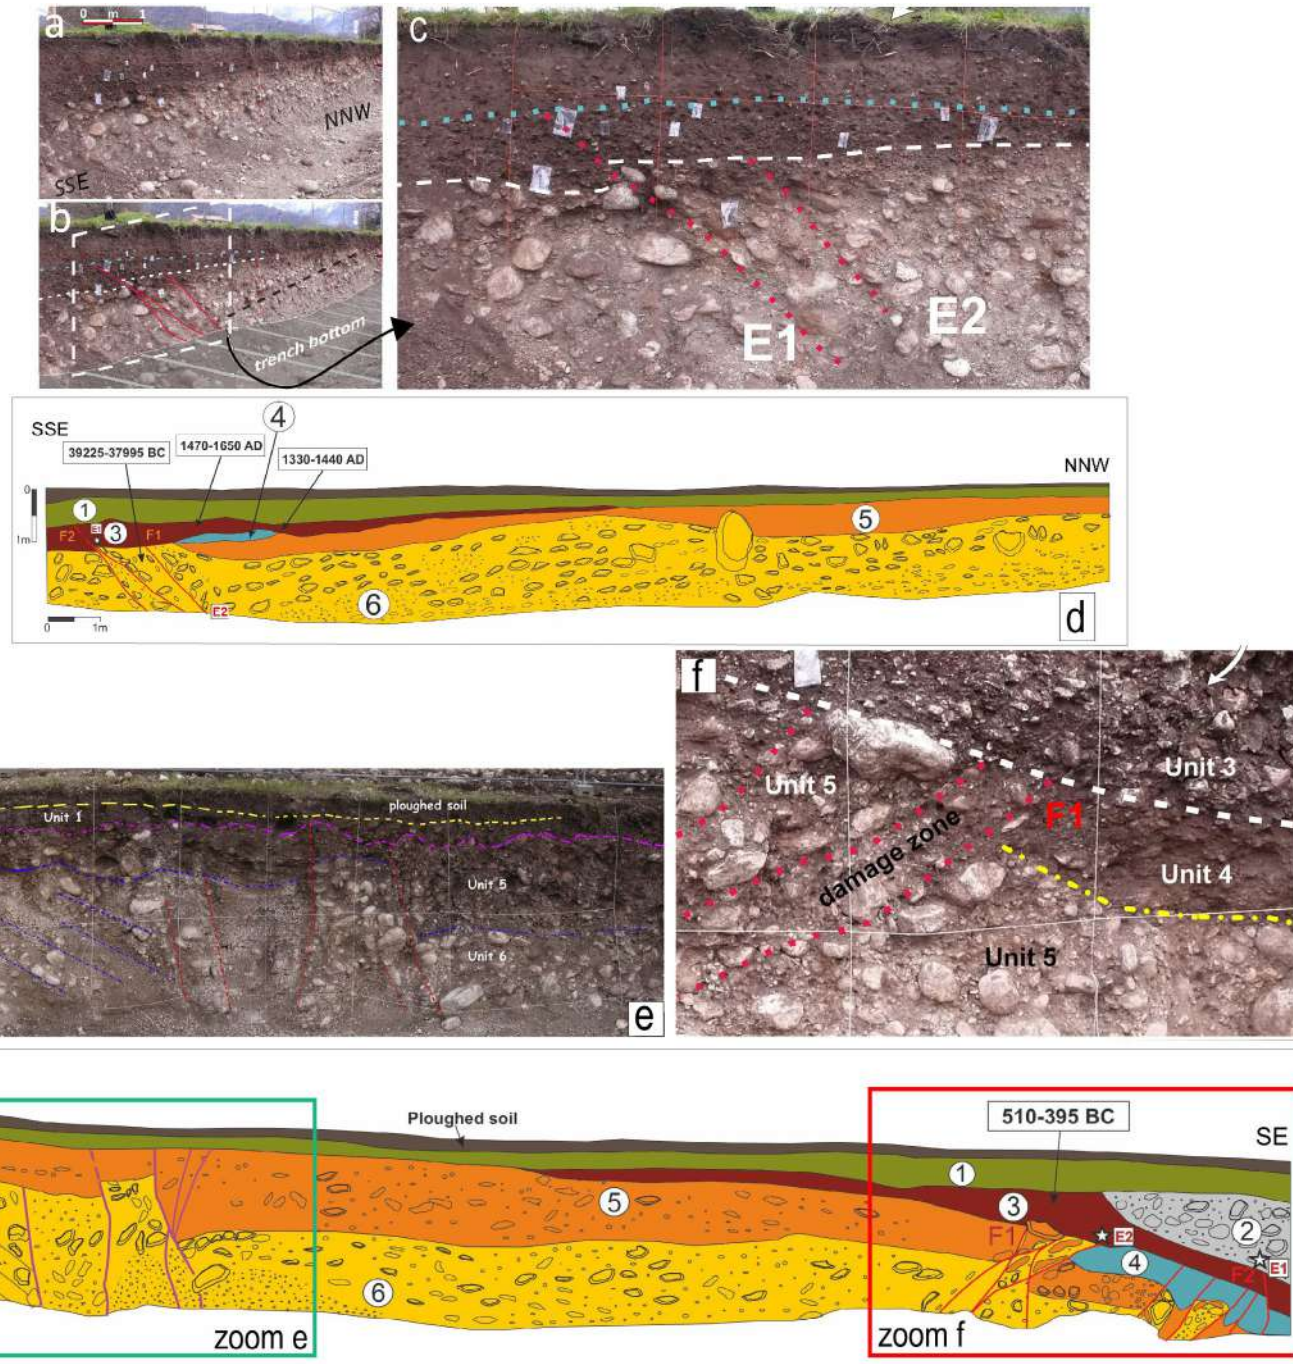 a
0 m 1
NNW
SSE
b
trench bottom
c
E1
E2
SSE
4
39225-37995 BC
1470-1650 AD
1330-1440 AD
NNW
0
1m
1
E1
3
F2
F1
5
6
E2
0 1m
d
ploughed soil
Unit 1
Unit 5
Unit 6
e
f
Unit 3
Unit 5
F1
damage zone
Unit 4
Unit 5
Ploughed soil
510-395 BC
SE
1
3
5
F1
E2
2
4
E1
F2
6
zoom e
zoom f